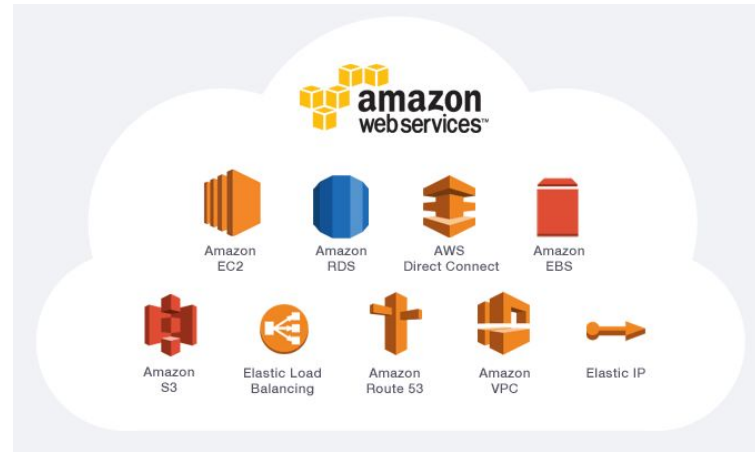 amazon
webservices™
Amazon
EC2
Amazon
RDS
AWS
Direct Connect
Amazon
EBS
Amazon
S3
Elastic Load
Balancing
Amazon
Route 53
Amazon
VPC
Elastic IP